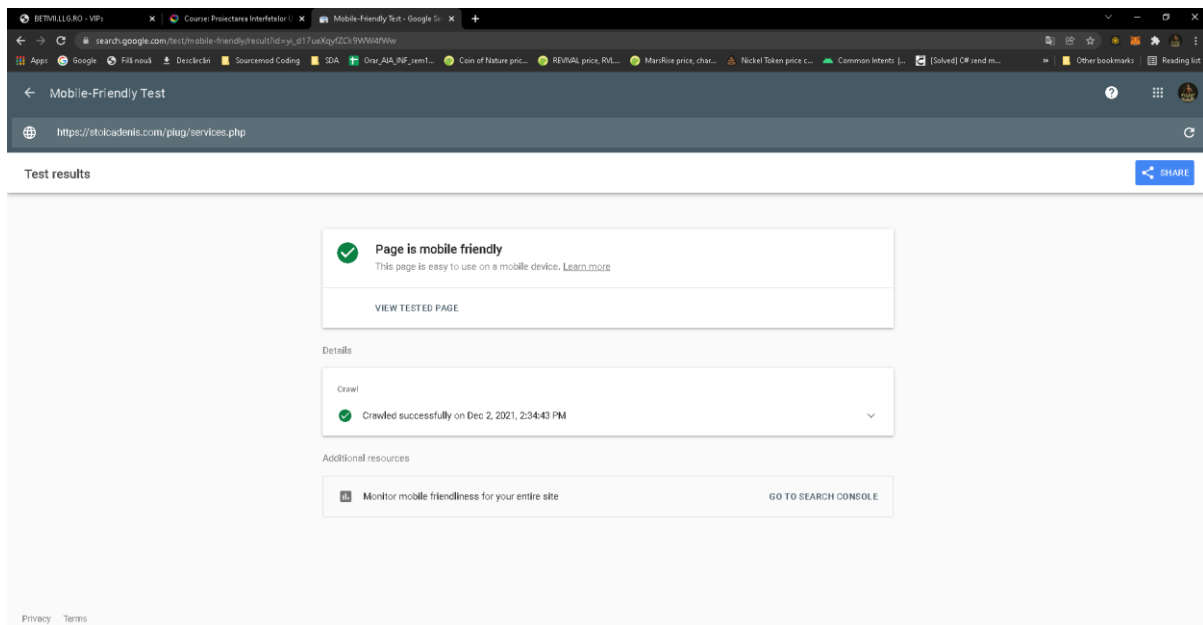 BETIVII.LLG.RO - VIPs
Course: Proiectarea Interfetelor U
Mobile-Friendly Test - Google Se
search.google.com/test/mobile-friendly/result?id=yi_d17ueXqyfZCk9WW4fWw
Apps Google Filă nouă Descărcări Sourcemod Coding SDA Orar_AIA_INF_sem1... Coin of Nature pric... REVIVAL price, RVL... MarsRise price, char... Nickel Token price c... Common Intents |... [Solved] C# send m... » Other bookmarks Reading list
Mobile-Friendly Test
https://stoicadenis.com/piug/services.php
Test results
SHARE
Page is mobile friendly
This page is easy to use on a mobile device. Learn more
VIEW TESTED PAGE
Details
Crawl
Crawled successfully on Dec 2, 2021, 2:34:43 PM
Additional resources
Monitor mobile friendliness for your entire site GO TO SEARCH CONSOLE
Privacy Terms